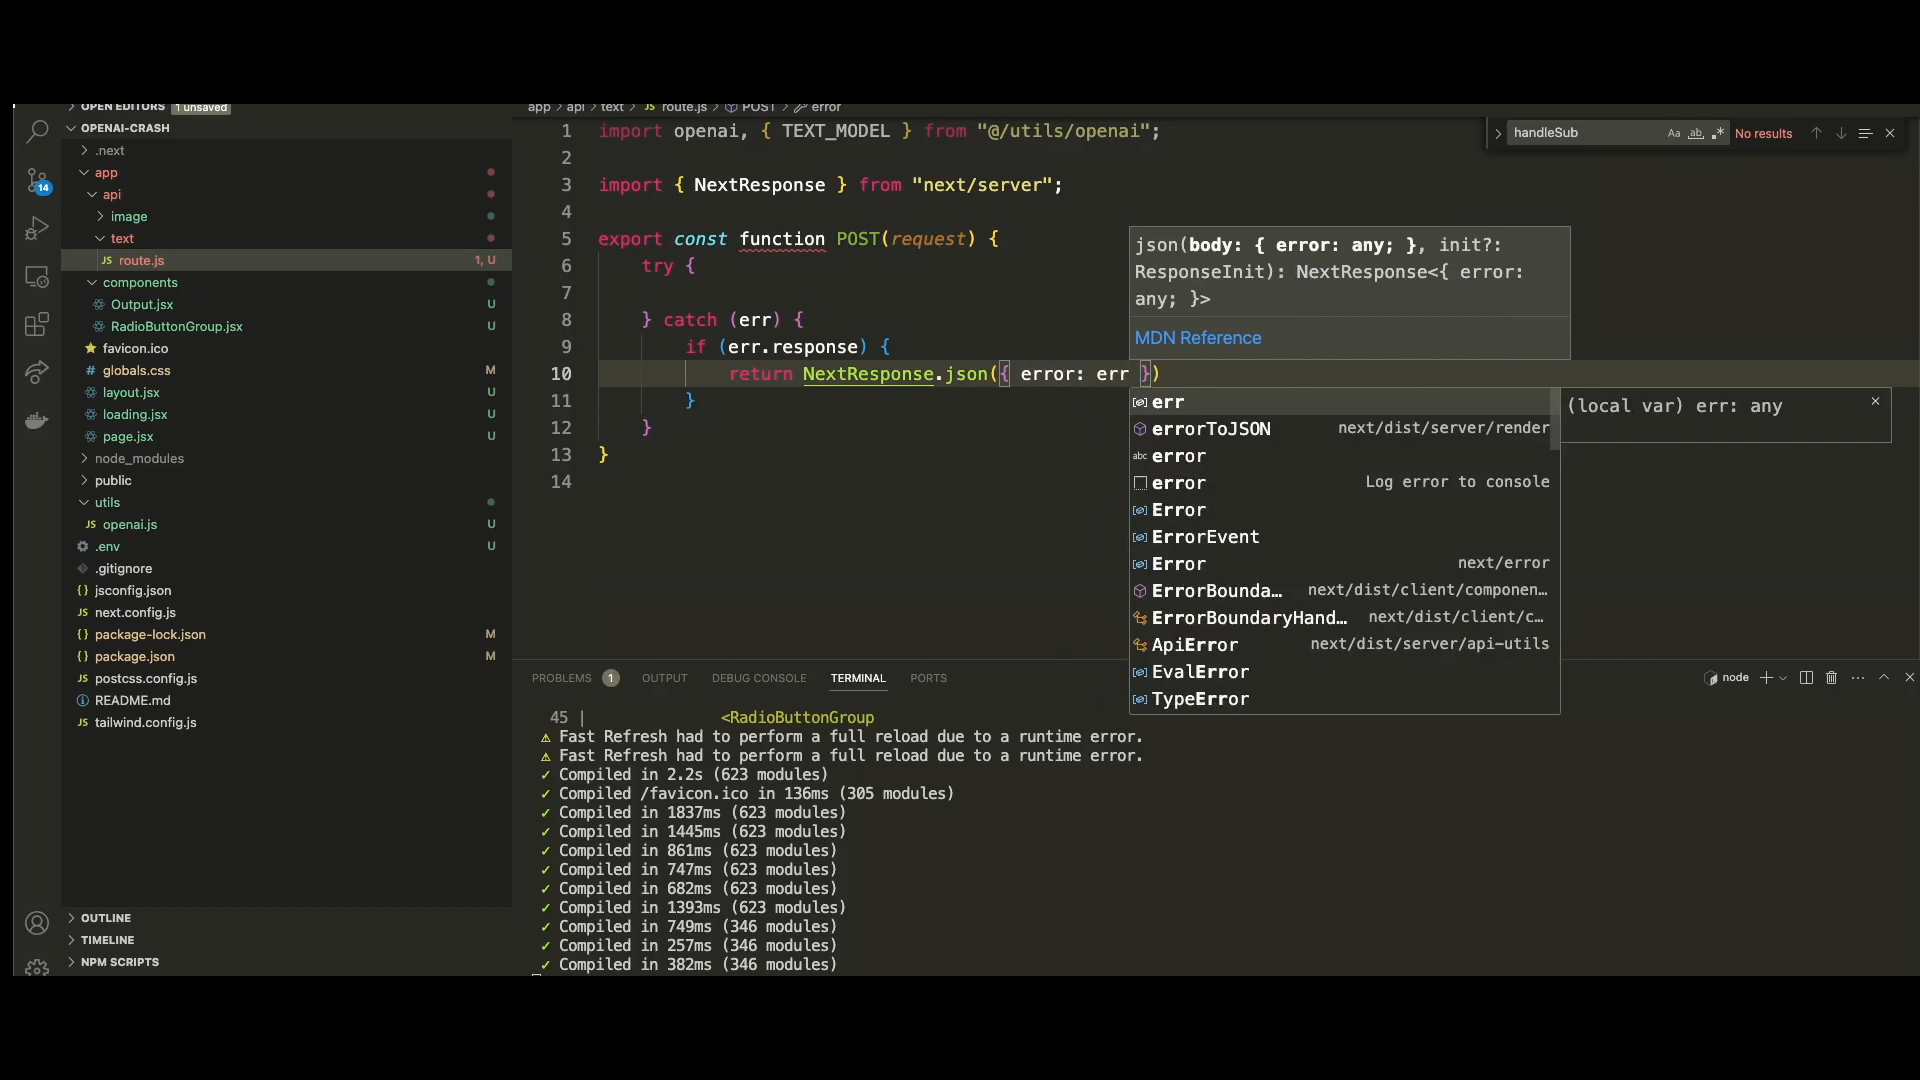 OPEN EDITORS 1 unsaved
OPENAI-CRASH
.next
app
api
image
text
JS route.js 1, U
components
Output.jsx U
RadioButtonGroup.jsx U
favicon.ico
# globals.css M
layout.jsx U
loading.jsx U
page.jsx U
node_modules
public
utils
JS openai.js U
.env U
.gitignore
{} jsconfig.json
JS next.config.js
{} package-lock.json M
{} package.json M
JS postcss.config.js
README.md
JS tailwind.config.js
OUTLINE
TIMELINE
NPM SCRIPTS
14
app > api > text > JS route.js > POST > error
handleSub Aa ab No results
1 import openai, { TEXT_MODEL } from "@/utils/openai";
2
3 import { NextResponse } from "next/server";
4
5 export const function POST(request) {
6 try {
7
8 } catch (err) {
9 if (err.response) {
10 return NextResponse.json({ error: err })
11 }
12 }
13 }
14
json(body: { error: any; }, init?:
ResponseInit): NextResponse<{ error:
any; }>
MDN Reference
err
errorToJSON next/dist/server/render
abc error
error Log error to console
Error
ErrorEvent
Error next/error
ErrorBounda… next/dist/client/componen…
ErrorBoundaryHand… next/dist/client/c…
ApiError next/dist/server/api-utils
EvalError
TypeError
(local var) err: any
PROBLEMS 1 OUTPUT DEBUG CONSOLE TERMINAL PORTS
node
45 | <RadioButtonGroup
⚠ Fast Refresh had to perform a full reload due to a runtime error.
⚠ Fast Refresh had to perform a full reload due to a runtime error.
✓ Compiled in 2.2s (623 modules)
✓ Compiled /favicon.ico in 136ms (305 modules)
✓ Compiled in 1837ms (623 modules)
✓ Compiled in 1445ms (623 modules)
✓ Compiled in 861ms (623 modules)
✓ Compiled in 747ms (623 modules)
✓ Compiled in 682ms (623 modules)
✓ Compiled in 1393ms (623 modules)
✓ Compiled in 749ms (346 modules)
✓ Compiled in 257ms (346 modules)
✓ Compiled in 382ms (346 modules)